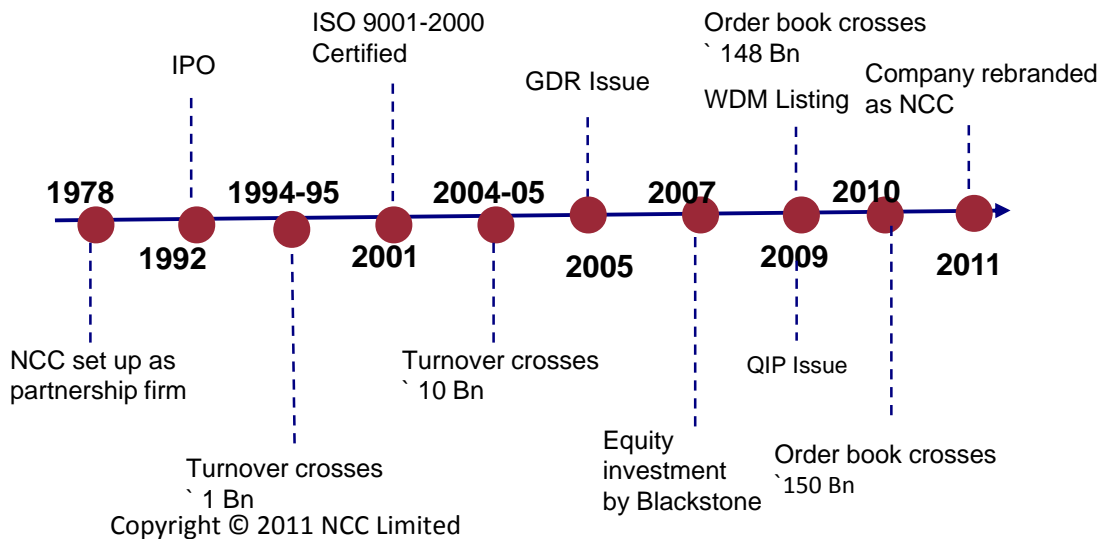 ISO 9001-2000
Certified
Order book crosses
` 148 Bn
IPO
GDR Issue
WDM Listing
Company rebranded
as NCC
1978
1994-95
2004-05
2007
2010
1992
2001
2005
2009
2011
NCC set up as
partnership firm
Turnover crosses
` 10 Bn
QIP Issue
Turnover crosses
` 1 Bn
Equity
investment
by Blackstone
Order book crosses
`150 Bn
Copyright © 2011 NCC Limited